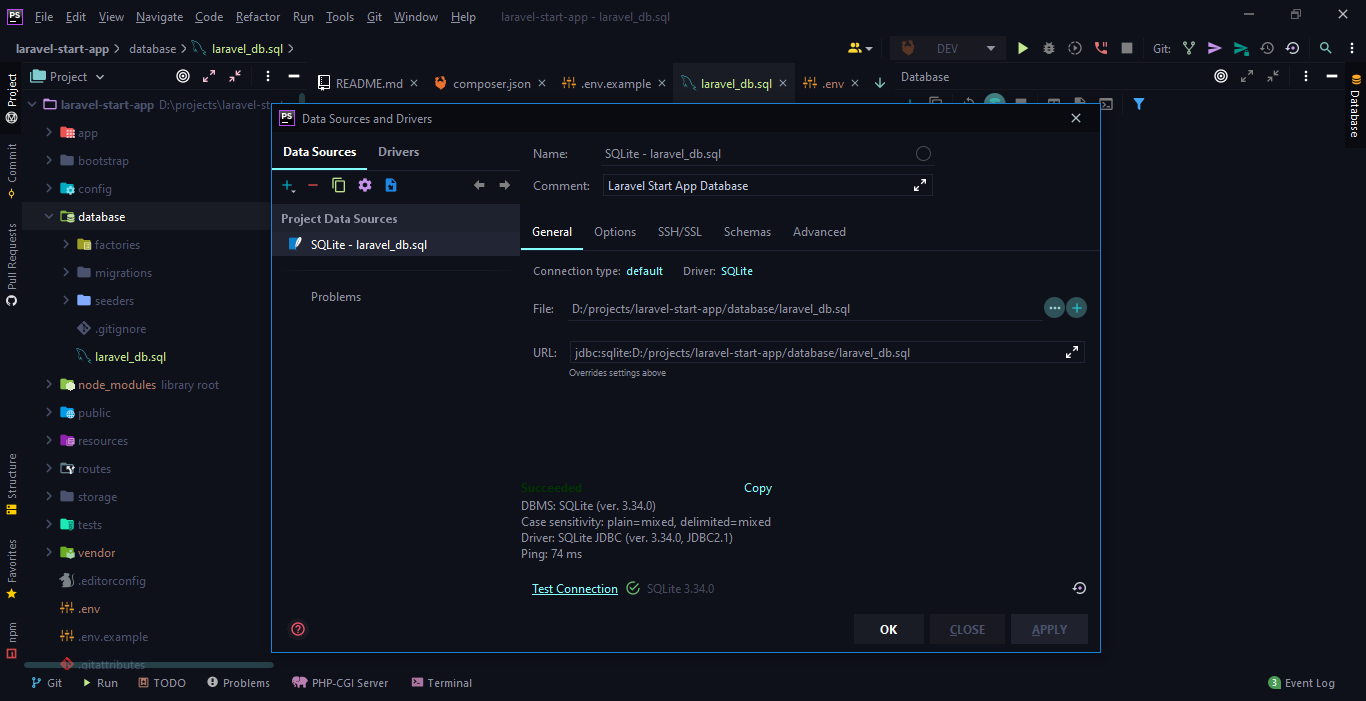 PS File Edit View Navigate Code Refactor Run Tools Git Window Help laravel-start-app - laravel_db.sql
laravel-start-app database laravel_db.sql DEV Git:
Project README.md composer.json .env.example laravel_db.sql .env Database
laravel-start-app D:\projects\laravel-st
app
bootstrap
config
database
factories
migrations
seeders
.gitignore
laravel_db.sql
node_modules library root
public
resources
routes
storage
tests
vendor
.editorconfig
.env
.env.example
.gitattributes
Project
Commit
Pull Requests
Structure
Favorites
npm
PS Data Sources and Drivers
Data Sources Drivers
Project Data Sources
SQLite - laravel_db.sql
Problems
Name: SQLite - laravel_db.sql
Comment: Laravel Start App Database
General Options SSH/SSL Schemas Advanced
Connection type: default Driver: SQLite
File: D:/projects/laravel-start-app/database/laravel_db.sql
URL: jdbc:sqlite:D:/projects/laravel-start-app/database/laravel_db.sql
Overrides settings above
Succeeded Copy
DBMS: SQLite (ver. 3.34.0)
Case sensitivity: plain=mixed, delimited=mixed
Driver: SQLite JDBC (ver. 3.34.0, JDBC2.1)
Ping: 74 ms
Test Connection SQLite 3.34.0
OK CLOSE APPLY
Database
Git Run TODO Problems PHP-CGI Server Terminal 3 Event Log